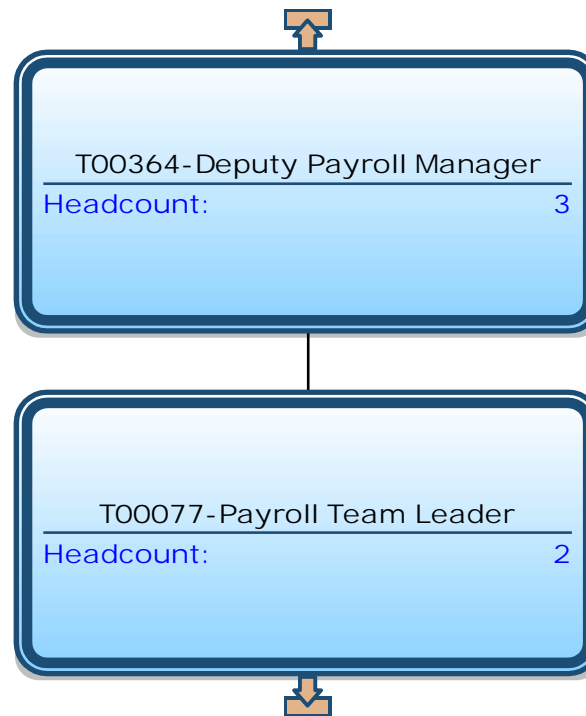 T00364-Deputy Payroll Manager
Headcount: 3
T00077-Payroll Team Leader
Headcount: 2